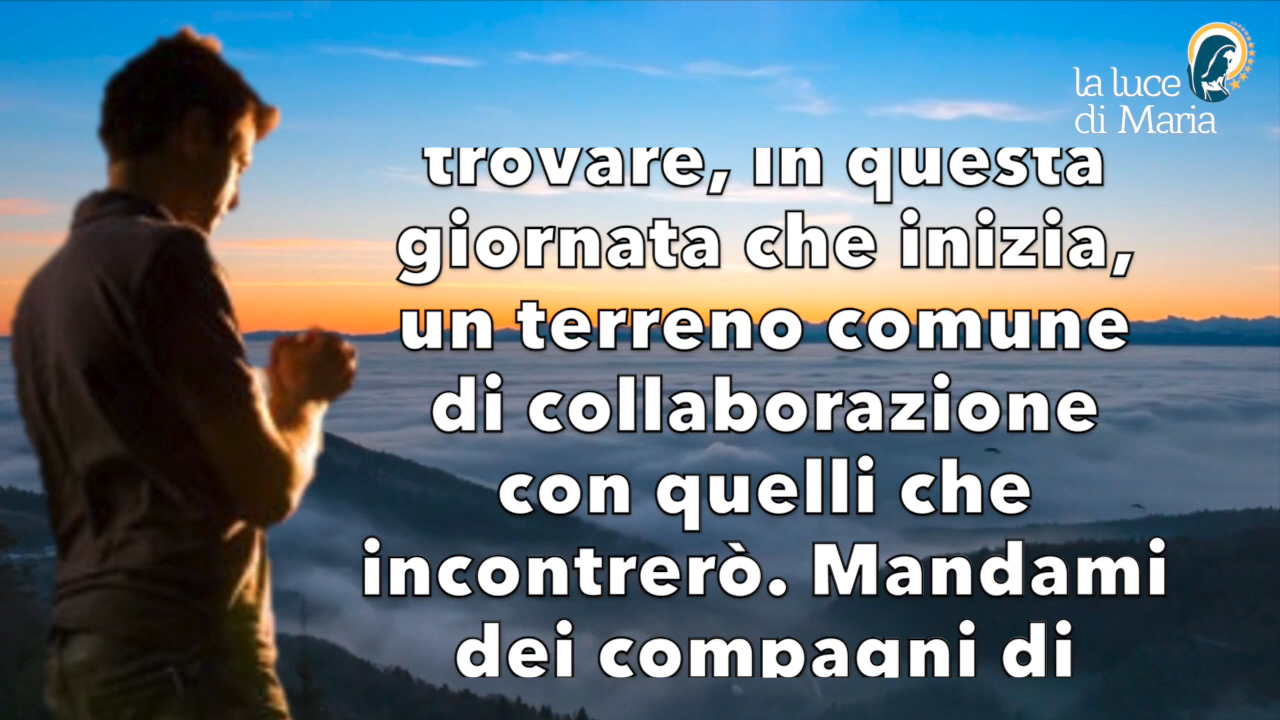 la luce
di Maria
trovare, in questa
giornata che inizia,
un terreno comune
di collaborazione
con quelli che
incontrerò. Mandami
dei compagni di